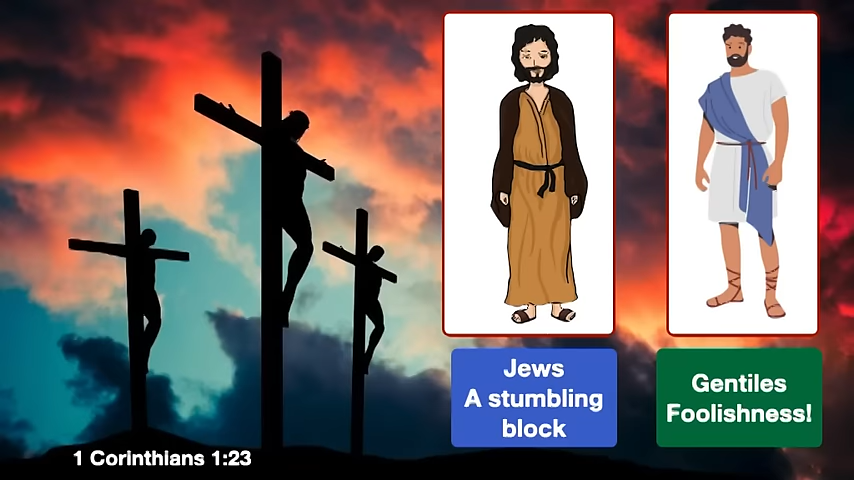 Jews
A stumbling
block
Gentiles
Foolishness!
1 Corinthians 1:23